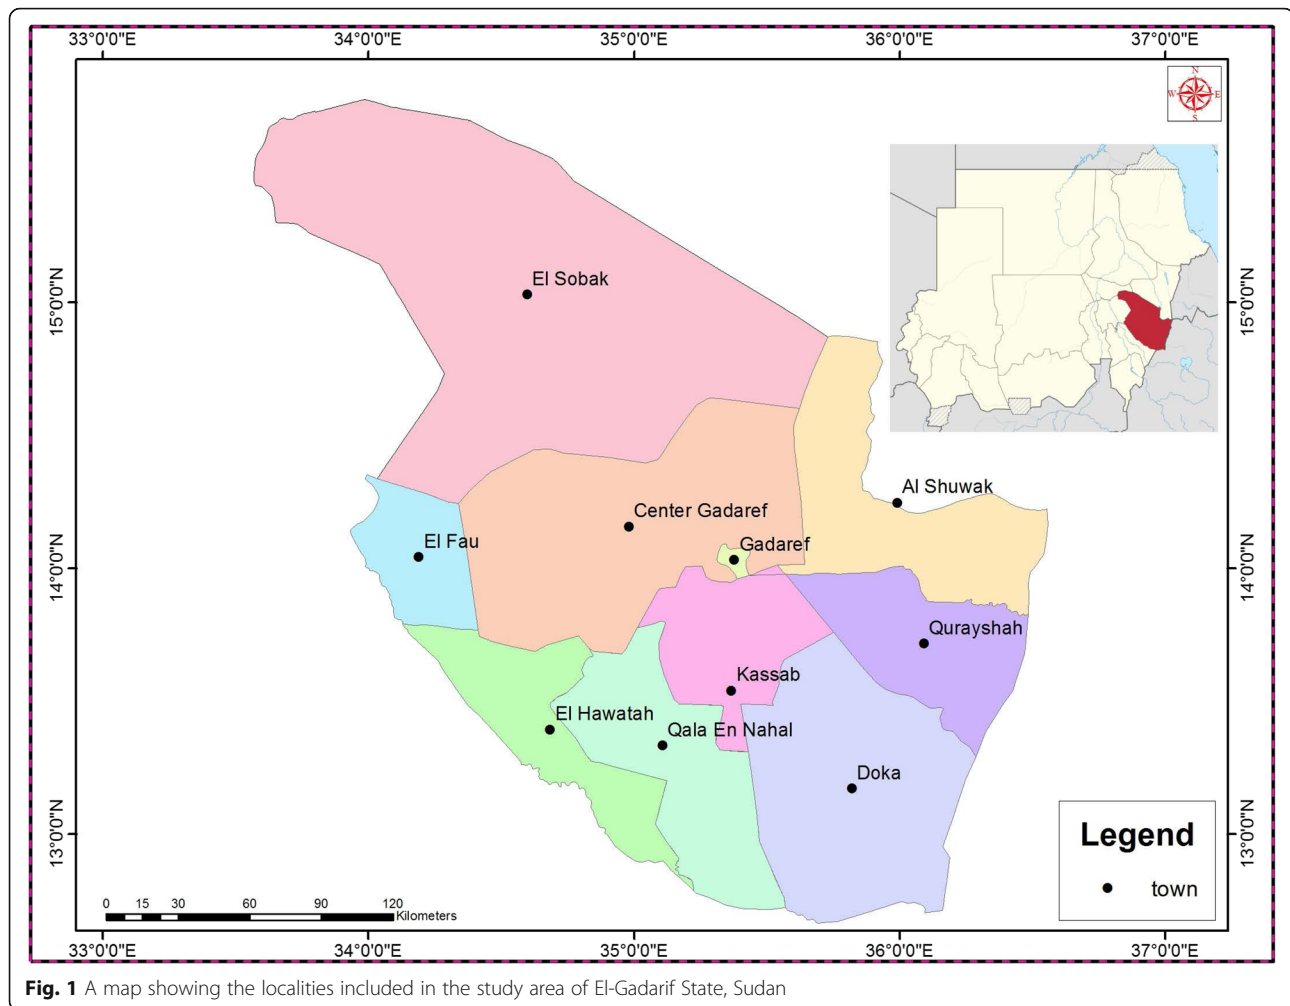 33°0'0"E 34°0'0"E 35°0'0"E 36°0'0"E 37°0'0"E
N
W E
S
15°0'0"N 15°0'0"N
El Sobak
Al Shuwak
Center Gadaref
El Fau
Gadaref
14°0'0"N 14°0'0"N
Qurayshah
Kassab
El Hawatah
Qala En Nahal
Doka
13°0'0"N 13°0'0"N
Legend
town
0 15 30 60 90 120
Kilometers
33°0'0"E 34°0'0"E 35°0'0"E 36°0'0"E 37°0'0"E
Fig. 1 A map showing the localities included in the study area of El-Gadarif State, Sudan